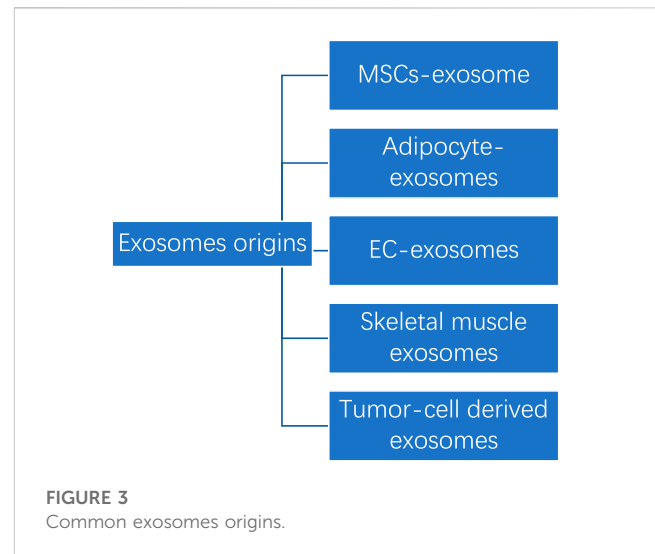 MSCs-exosome
Adipocyte-
exosomes
Exosomes origins
EC-exosomes
Skeletal muscle
exosomes
Tumor-cell derived
exosomes
FIGURE 3
Common exosomes origins.